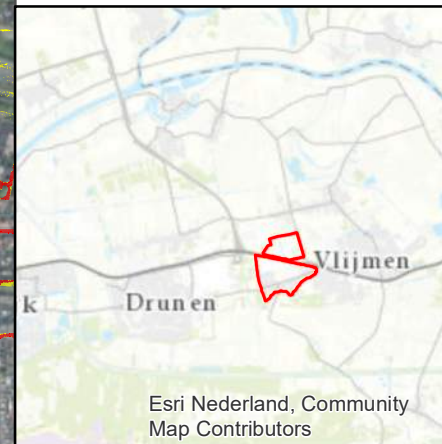 Vlijmen
k
Drunen
Esri Nederland, Community
Map Contributors